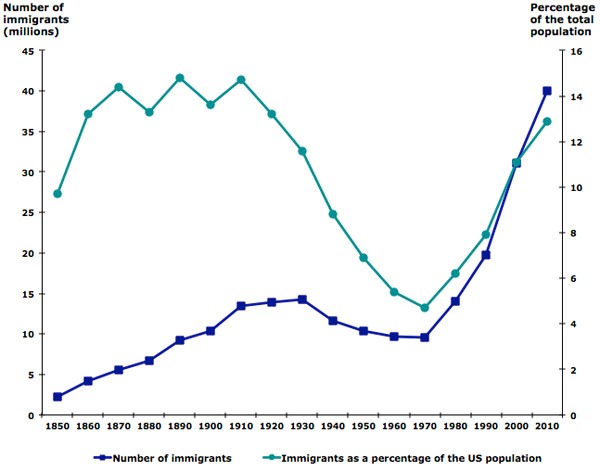 Number of
immigrants
(millions)
Percentage
of the total
population
45
40
35
30
25
20
15
10
5
0
16
14
12
10
8
6
4
2
0
1850 1860 1870 1880 1890 1900 1910 1920 1930 1940 1950 1960 1970 1980 1990 2000 2010
Number of immigrants
Immigrants as a percentage of the US population